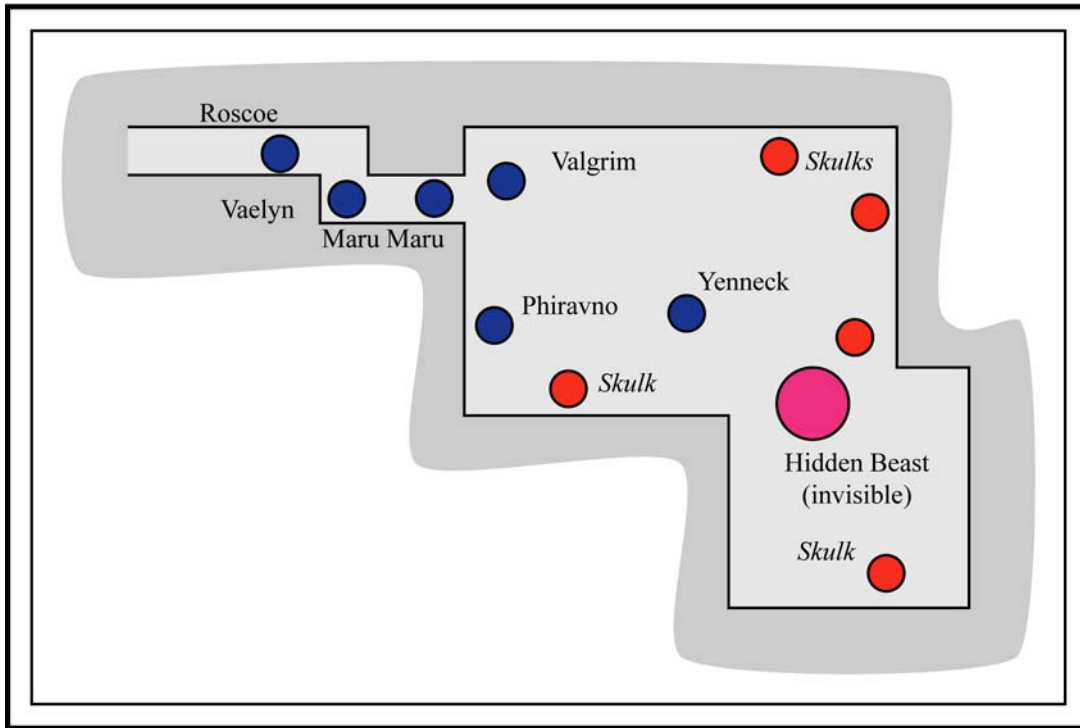 Roscoe
Valgrim
Skulks
Vaelyn
Maru Maru
Yenneck
Phiravno
Skulk
Hidden Beast
(invisible)
Skulk